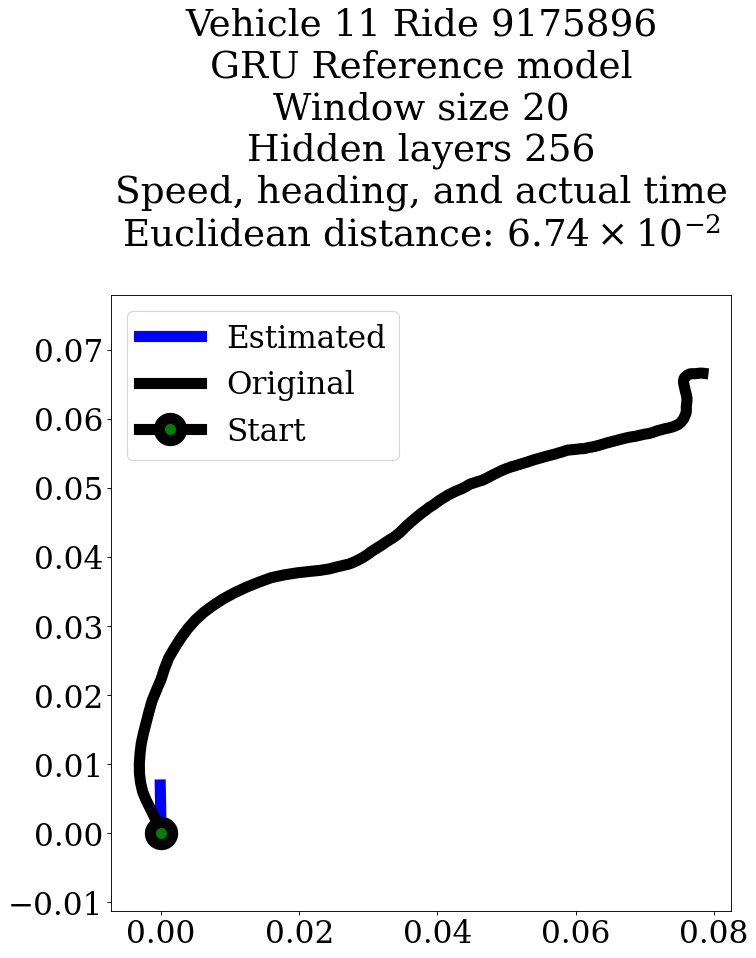 Vehicle 11 Ride 9175896
GRU Reference model
Window size 20
Hidden layers 256
Speed, heading, and actual time
Euclidean distance: 6.74 × 10⁻²
Estimated
Original
Start
0.07
0.06
0.05
0.04
0.03
0.02
0.01
0.00
−0.01
0.00 0.02 0.04 0.06 0.08